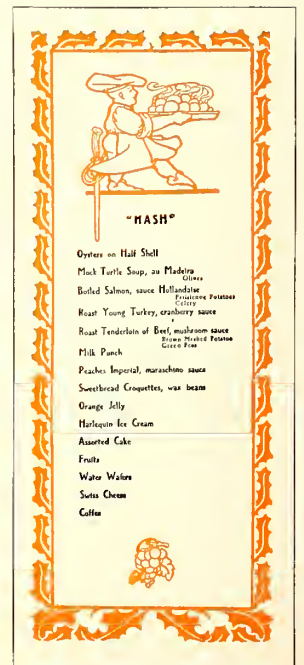 "HASH"
Oysters on Half Shell
Mock Turtle Soup, au Madeira
Olives
Boiled Salmon, sauce Hollandaise
Parisienne Potatoes
Celery
Roast Young Turkey, cranberry sauce
Roast Tenderloin of Beef, mushroom sauce
Brown Mashed Potatoe
Green Peas
Milk Punch
Peaches Imperial, maraschino sauce
Sweetbread Croquettes, wax beans
Orange Jelly
Harlequin Ice Cream
Assorted Cake
Fruits
Water Wafers
Swiss Cheese
Coffee